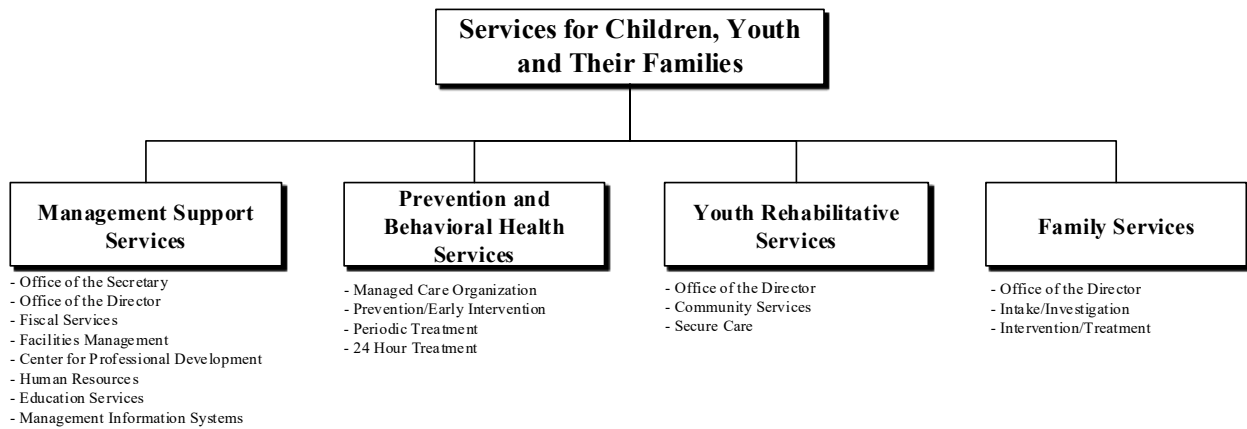 Services for Children, Youth
and Their Families
Management Support
Services
- Office of the Secretary
- Office of the Director
- Fiscal Services
- Facilities Management
- Center for Professional Development
- Human Resources
- Education Services
- Management Information Systems
Prevention and
Behavioral Health
Services
- Managed Care Organization
- Prevention/Early Intervention
- Periodic Treatment
- 24 Hour Treatment
Youth Rehabilitative
Services
- Office of the Director
- Community Services
- Secure Care
Family Services
- Office of the Director
- Intake/Investigation
- Intervention/Treatment